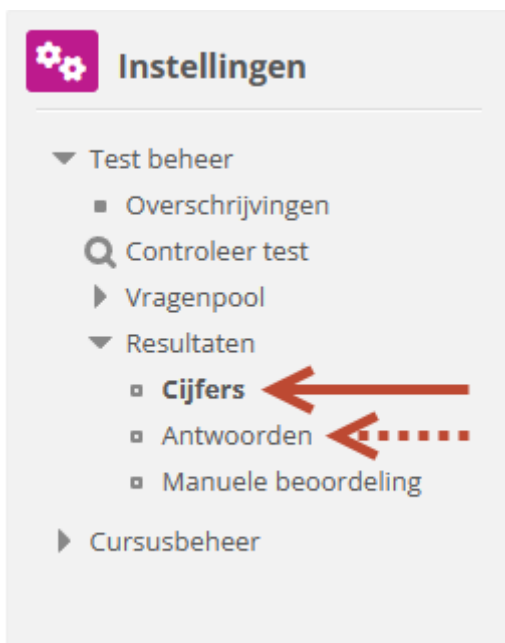 Instellingen
Test beheer
Overschrijvingen
Controleer test
Vragenpool
Resultaten
Cijfers
Antwoorden
Manuele beoordeling
Cursusbeheer